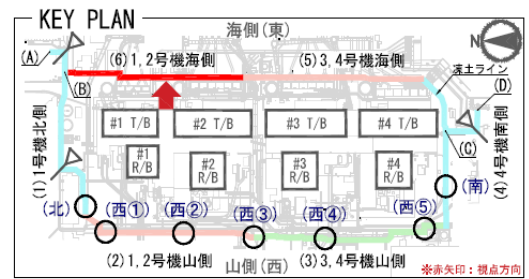 KEY PLAN
海側(東)
N
(A)
(6)1,2号機海側
(5)3,4号機海側
凍土ライン
(B)
(D)
#1 T/B
#2 T/B
#3 T/B
#4 T/B
(C)
(1)1号機北側
#1
R/B
#2
R/B
#3
R/B
#4
R/B
(4)4号機南側
(北)
(西①)
(西②)
(西③)
(西④)
(西⑤)
(南)
(2)1,2号機山側
(3)3,4号機山側
山側(西)
※赤矢印:視点方向